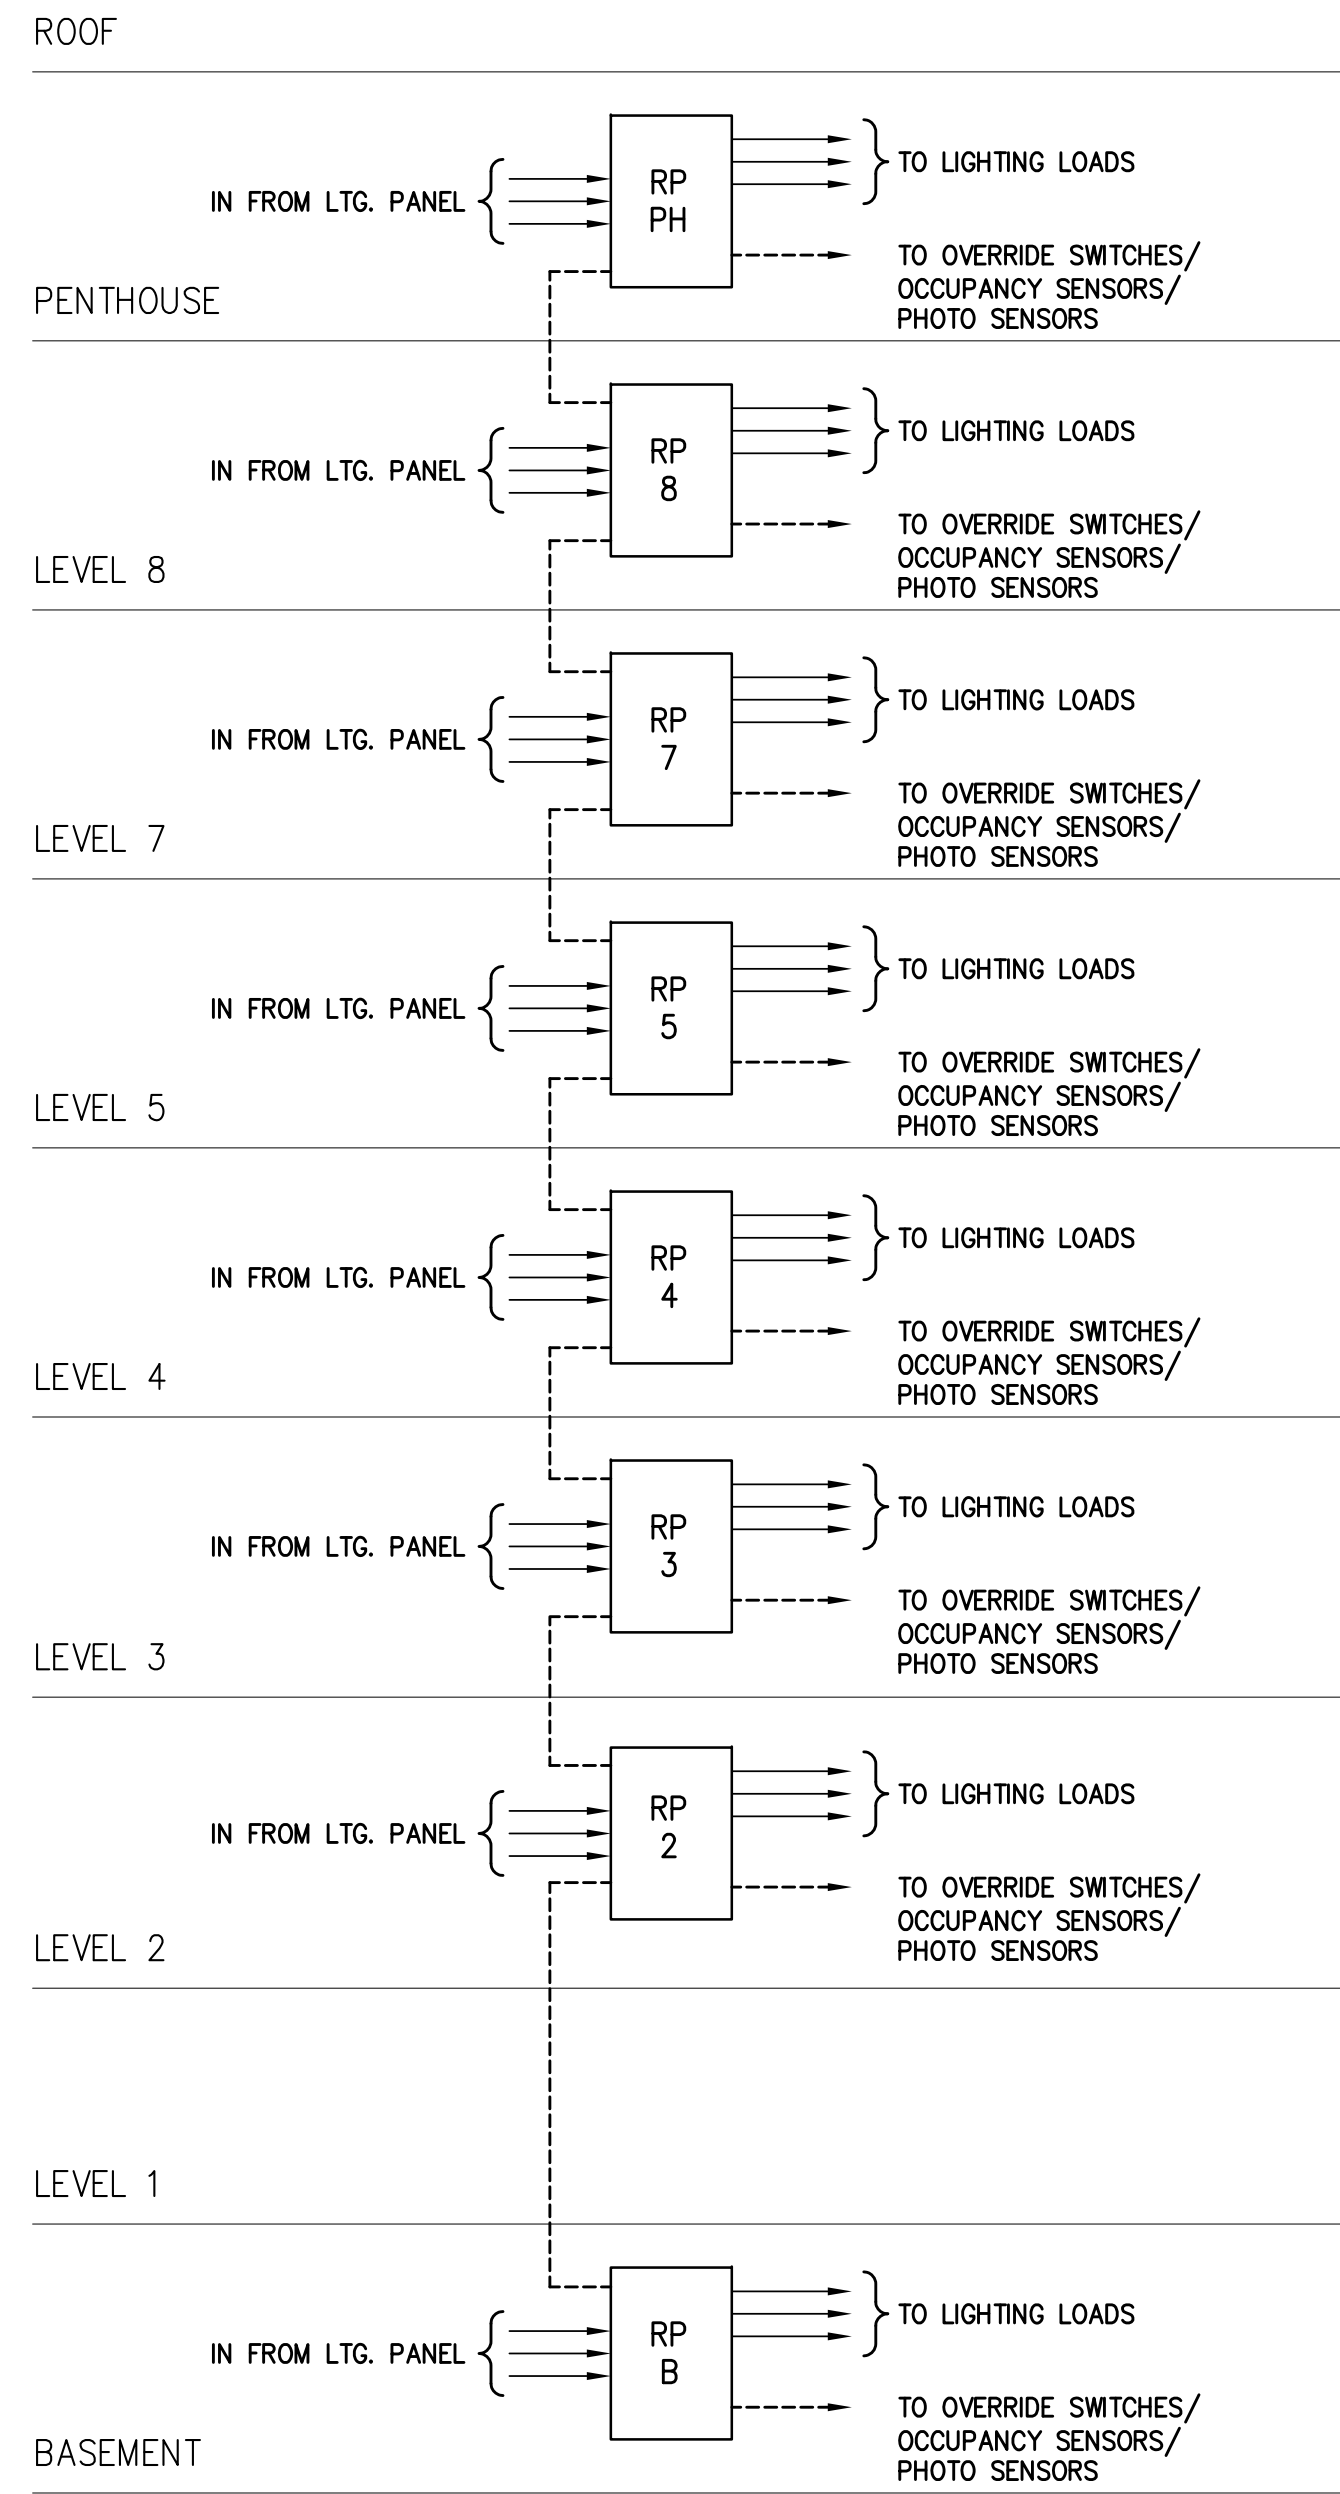 ROOF
IN FROM LTG. PANEL
RP
PH
TO LIGHTING LOADS
TO OVERRIDE SWITCHES/
OCCUPANCY SENSORS/
PHOTO SENSORS
PENTHOUSE
IN FROM LTG. PANEL
RP
8
TO LIGHTING LOADS
TO OVERRIDE SWITCHES/
OCCUPANCY SENSORS/
PHOTO SENSORS
LEVEL 8
IN FROM LTG. PANEL
RP
7
TO LIGHTING LOADS
TO OVERRIDE SWITCHES/
OCCUPANCY SENSORS/
PHOTO SENSORS
LEVEL 7
IN FROM LTG. PANEL
RP
5
TO LIGHTING LOADS
TO OVERRIDE SWITCHES/
OCCUPANCY SENSORS/
PHOTO SENSORS
LEVEL 5
IN FROM LTG. PANEL
RP
4
TO LIGHTING LOADS
TO OVERRIDE SWITCHES/
OCCUPANCY SENSORS/
PHOTO SENSORS
LEVEL 4
IN FROM LTG. PANEL
RP
3
TO LIGHTING LOADS
TO OVERRIDE SWITCHES/
OCCUPANCY SENSORS/
PHOTO SENSORS
LEVEL 3
IN FROM LTG. PANEL
RP
2
TO LIGHTING LOADS
TO OVERRIDE SWITCHES/
OCCUPANCY SENSORS/
PHOTO SENSORS
LEVEL 2
LEVEL 1
IN FROM LTG. PANEL
RP
B
TO LIGHTING LOADS
TO OVERRIDE SWITCHES/
OCCUPANCY SENSORS/
PHOTO SENSORS
BASEMENT